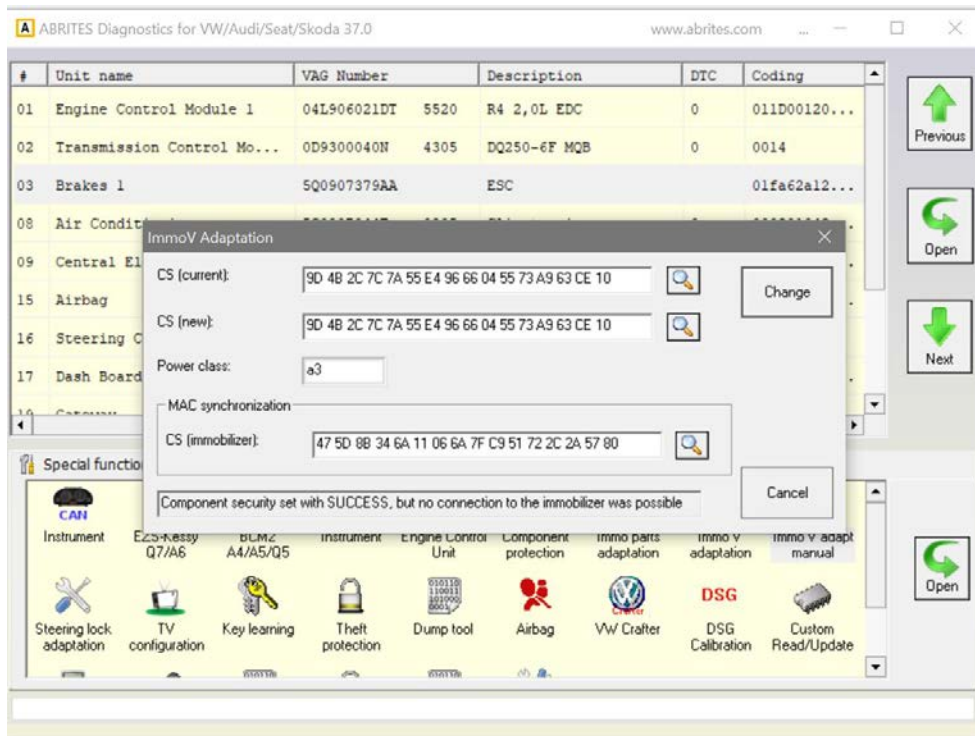 A ABRITES Diagnostics for VW/Audi/Seat/Skoda 37.0 www.abrites.com ...
# Unit name VAG Number Description DTC Coding
01 Engine Control Module 1 04L906021DT 5520 R4 2,0L EDC 0 011D00120...
02 Transmission Control Mo... 0D9300040N 4305 DQ250-6F MQB 0 0014
03 Brakes 1 5Q0907379AA ESC 01fa62a12...
08 Air Condit
09 Central El
15 Airbag
16 Steering C
17 Dash Board
Previous
Open
Next
ImmoV Adaptation
CS (current): 9D 4B 2C 7C 7A 55 E4 96 66 04 55 73 A9 63 CE 10
Change
CS (new): 9D 4B 2C 7C 7A 55 E4 96 66 04 55 73 A9 63 CE 10
Power class: a3
MAC synchronization
CS (immobilizer): 47 5D 8B 34 6A 11 06 6A 7F C9 51 72 2C 2A 57 80
Component security set with SUCCESS, but no connection to the immobilizer was possible
Cancel
Special functio
CAN
Instrument EZS-Kessy BCM2 Instrument Engine Control Component Immo parts Immo V Immo V adapt
Q7/A6 A4/A5/Q5 Unit protection adaptation adaptation manual
Open
DSG
Steering lock TV Key learning Theft Dump tool Airbag VW Crafter DSG Custom
adaptation configuration protection Calibration Read/Update